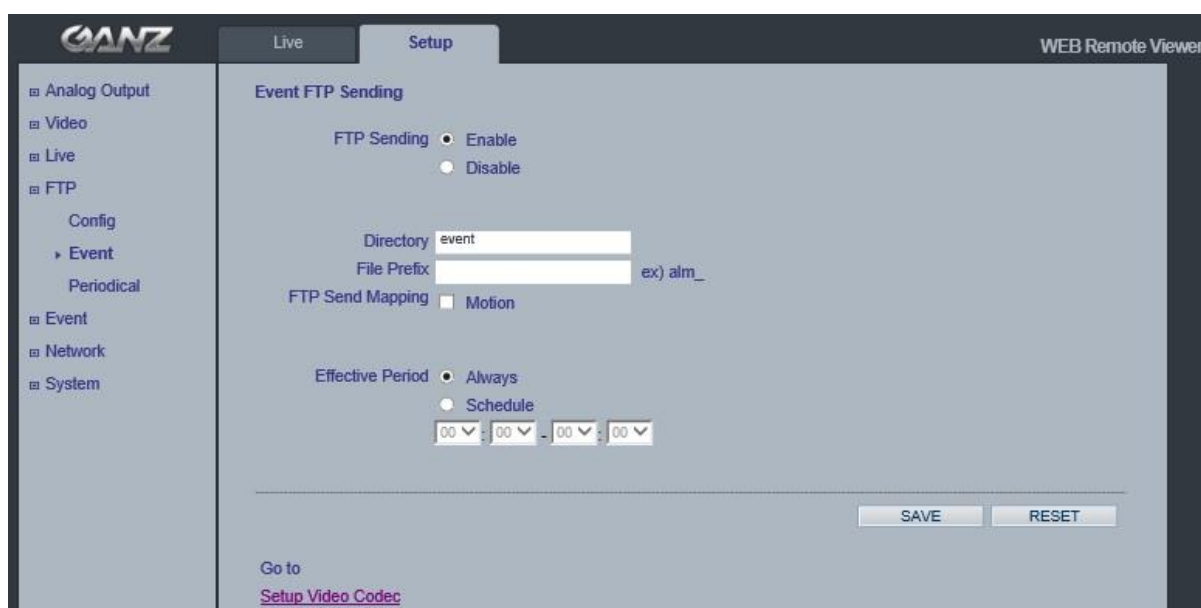 GANZ
Live
Setup
WEB Remote Viewer
Analog Output
Video
Live
FTP
Config
Event
Periodical
Event
Network
System
Event FTP Sending
FTP Sending Enable
Disable
Directory event
File Prefix ex) alm_
FTP Send Mapping Motion
Effective Period Always
Schedule
00 : 00 - 00 : 00
SAVE RESET
Go to
Setup Video Codec